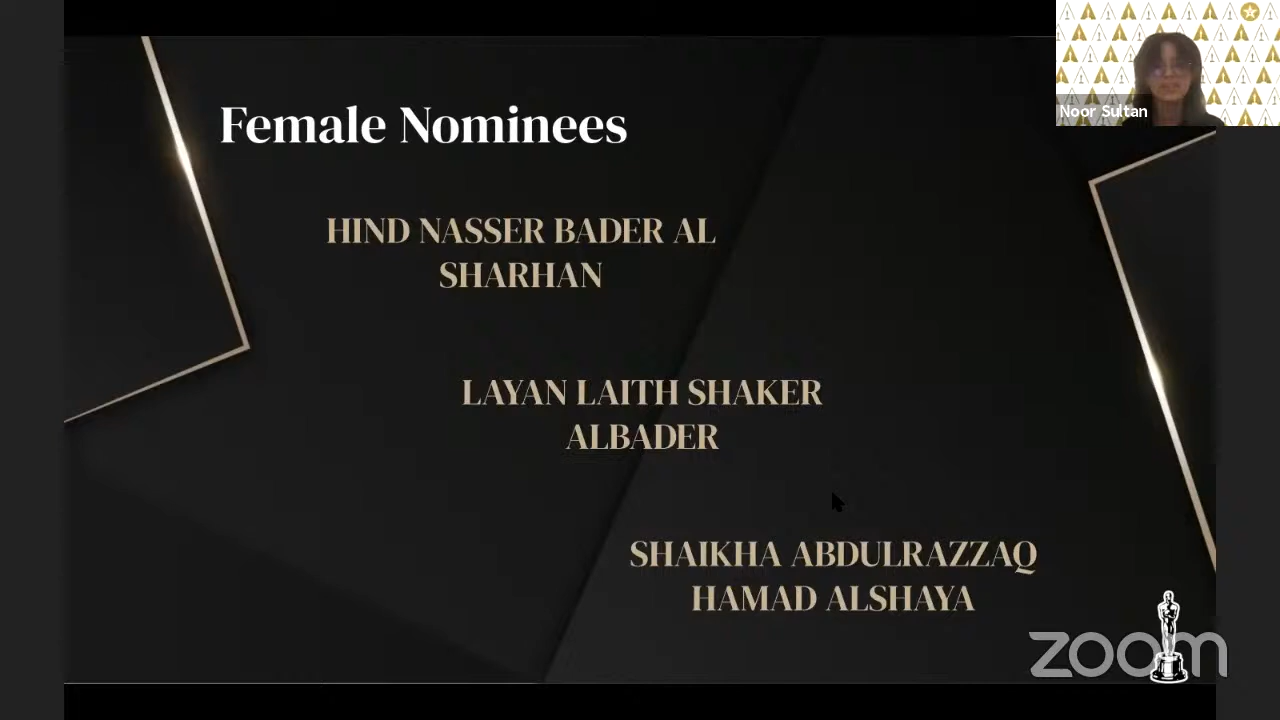 Female Nominees
Noor Sultan
HIND NASSER BADER AL
SHARHAN
LAYAN LAITH SHAKER
ALBADER
SHAIKHA ABDULRAZZAQ
HAMAD ALSHAYA
zoom